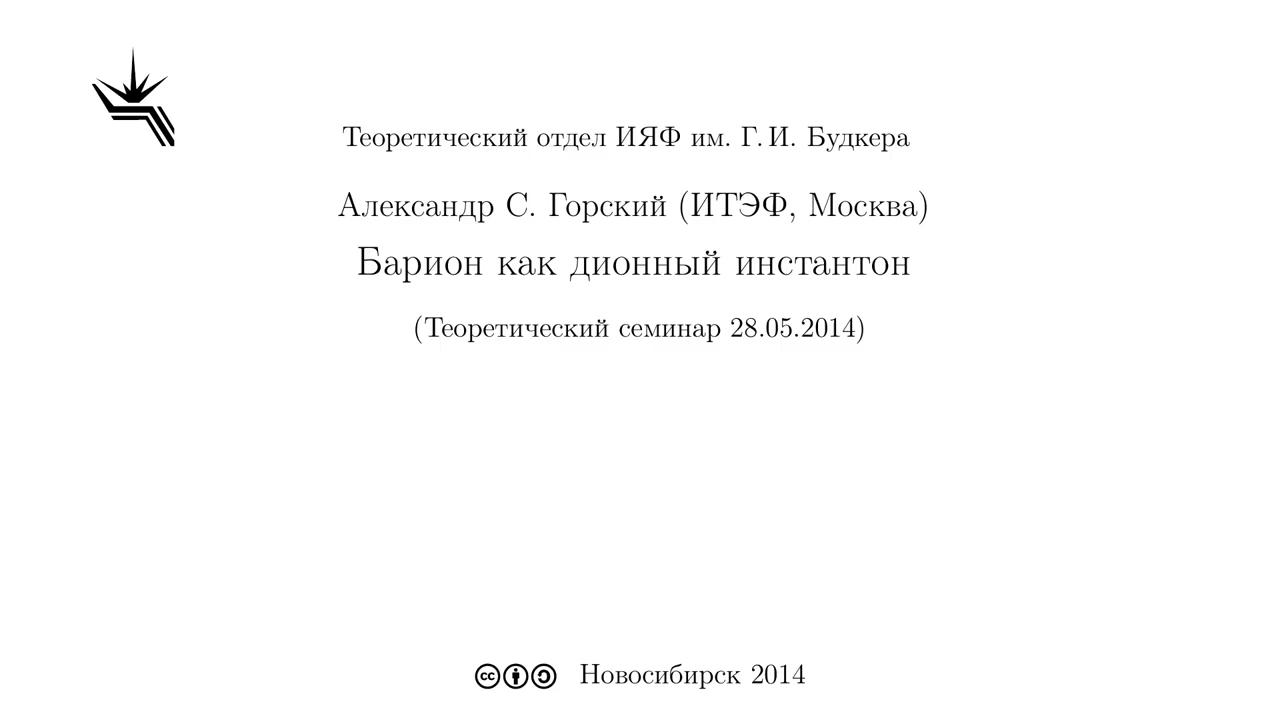 Теоретический отдел ИЯФ им. Г. И. Будкера
Александр С. Горский (ИТЭФ, Москва)
Барион как дионный инстантон
(Теоретический семинар 28.05.2014)
cc Новосибирск 2014